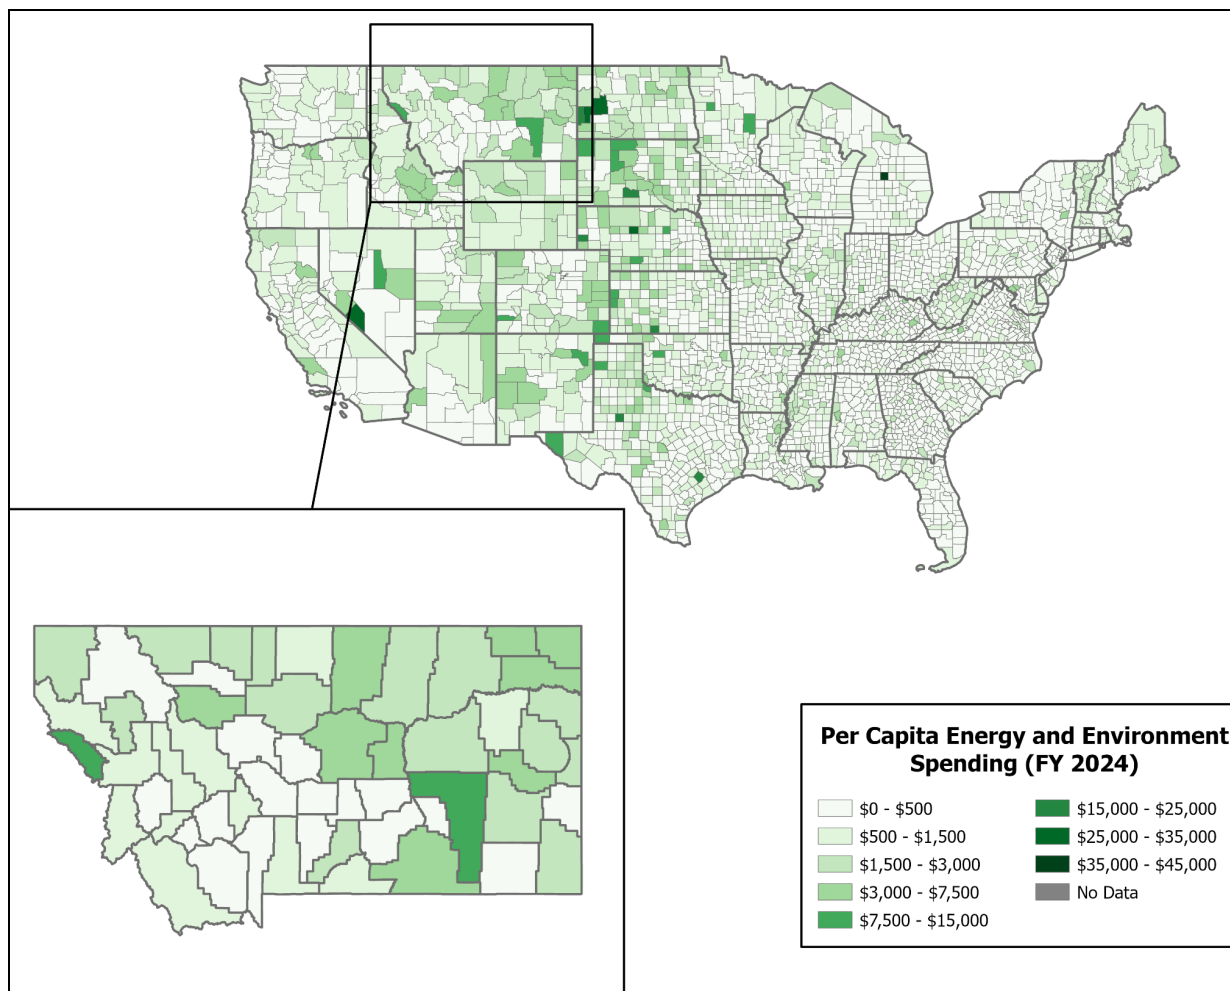 Per Capita Energy and Environment
Spending (FY 2024)
$0 - $500
$500 - $1,500
$1,500 - $3,000
$3,000 - $7,500
$7,500 - $15,000
$15,000 - $25,000
$25,000 - $35,000
$35,000 - $45,000
No Data